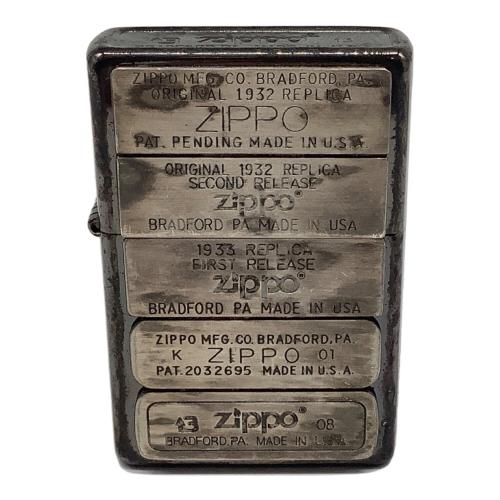 ZIPPO MFG. CO. BRADFORD, PA.
ORIGINAL 1932 REPLICA
ZIPPO
PAT. PENDING MADE IN U.S.A.
ORIGINAL 1932 REPLICA
SECOND RELEASE
zippo®
BRADFORD PA MADE IN USA
1933 REPLICA
FIRST RELEASE
zippo®
BRADFORD PA MADE IN USA
ZIPPO MFG. CO. BRADFORD, PA.
K ZIPPO 01
PAT. 2032695 MADE IN U.S.A.
zippo® 08
BRADFORD, PA. MADE IN U.S.A.